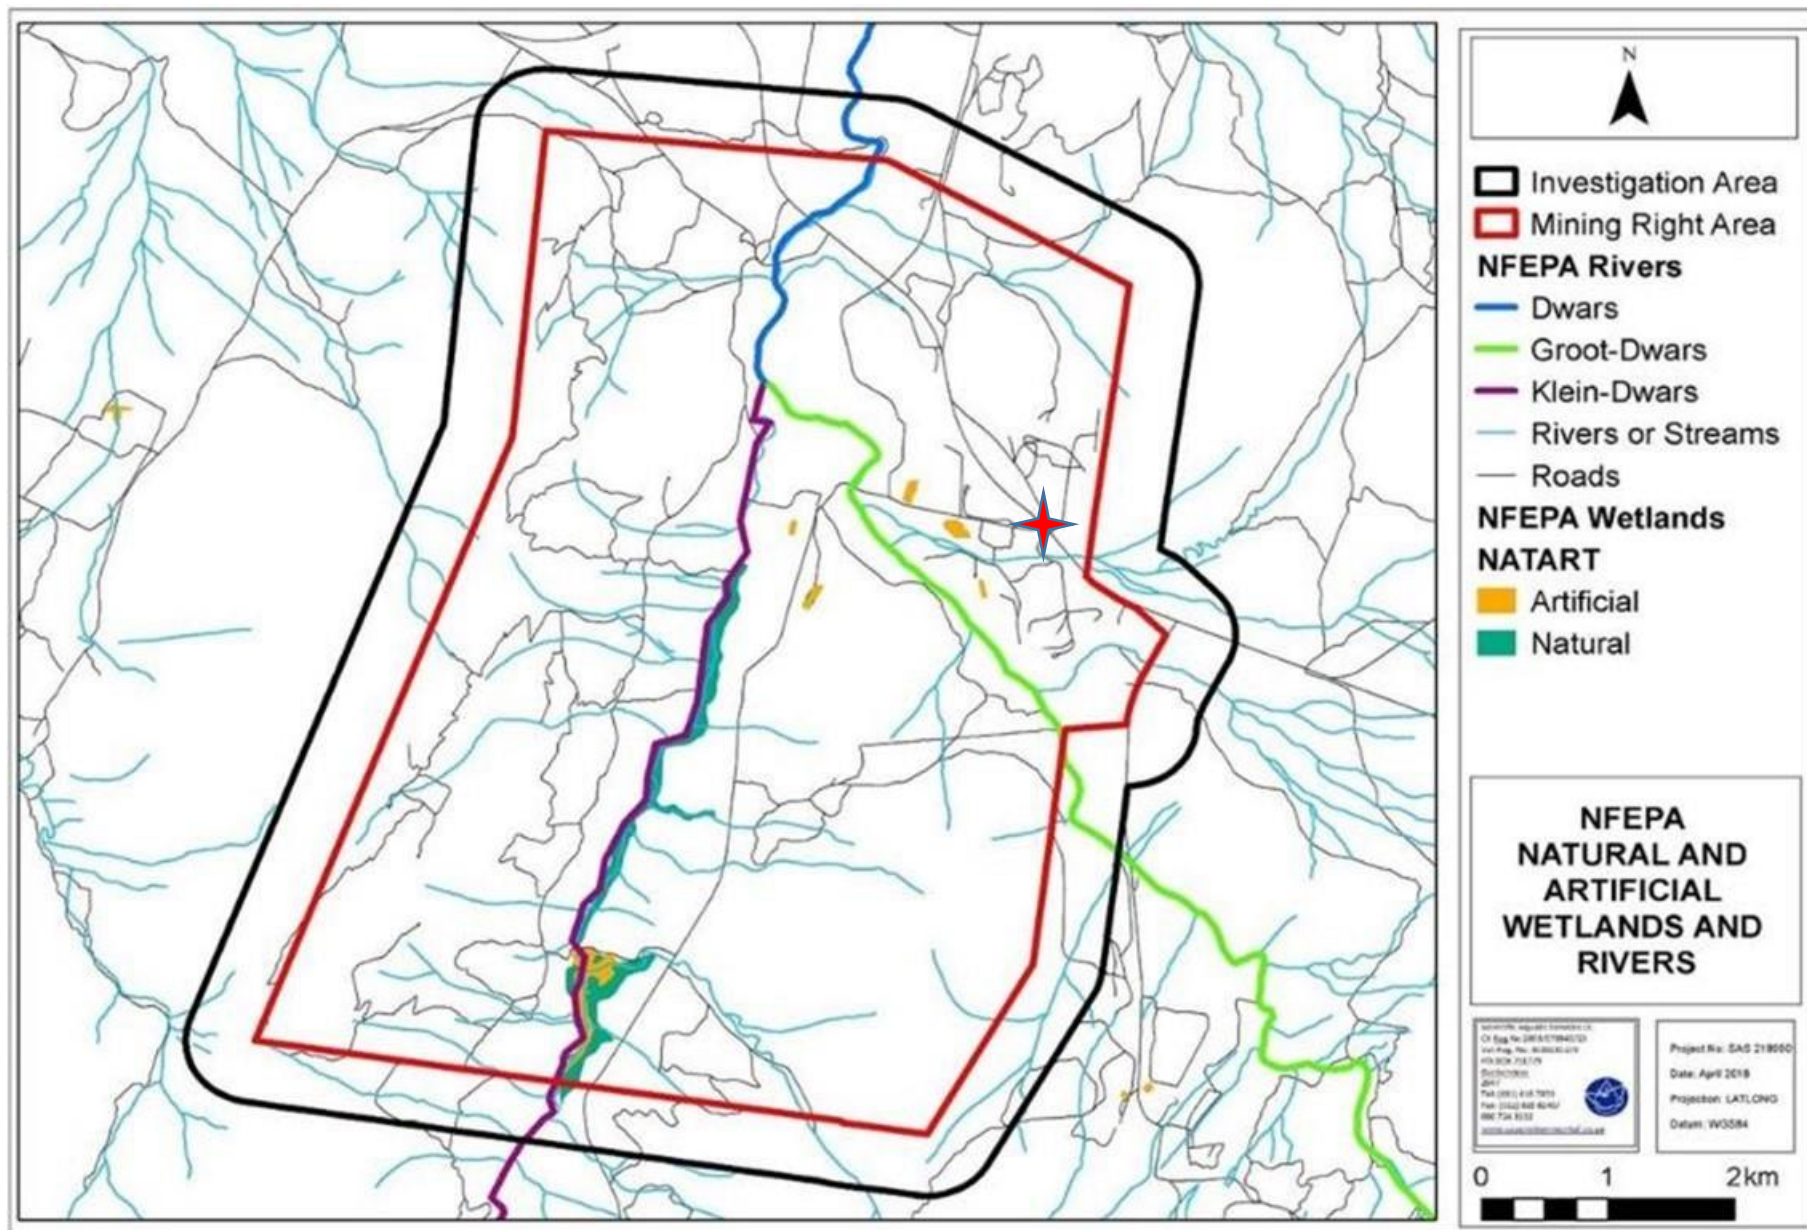 N
Investigation Area
Mining Right Area
NFEPA Rivers
Dwars
Groot-Dwars
Klein-Dwars
Rivers or Streams
Roads
NFEPA Wetlands
NATART
Artificial
Natural
NFEPA
NATURAL AND
ARTIFICIAL
WETLANDS AND
RIVERS
Date: April
Projection: LATLONG
Datum: WGS84
0 1 2km